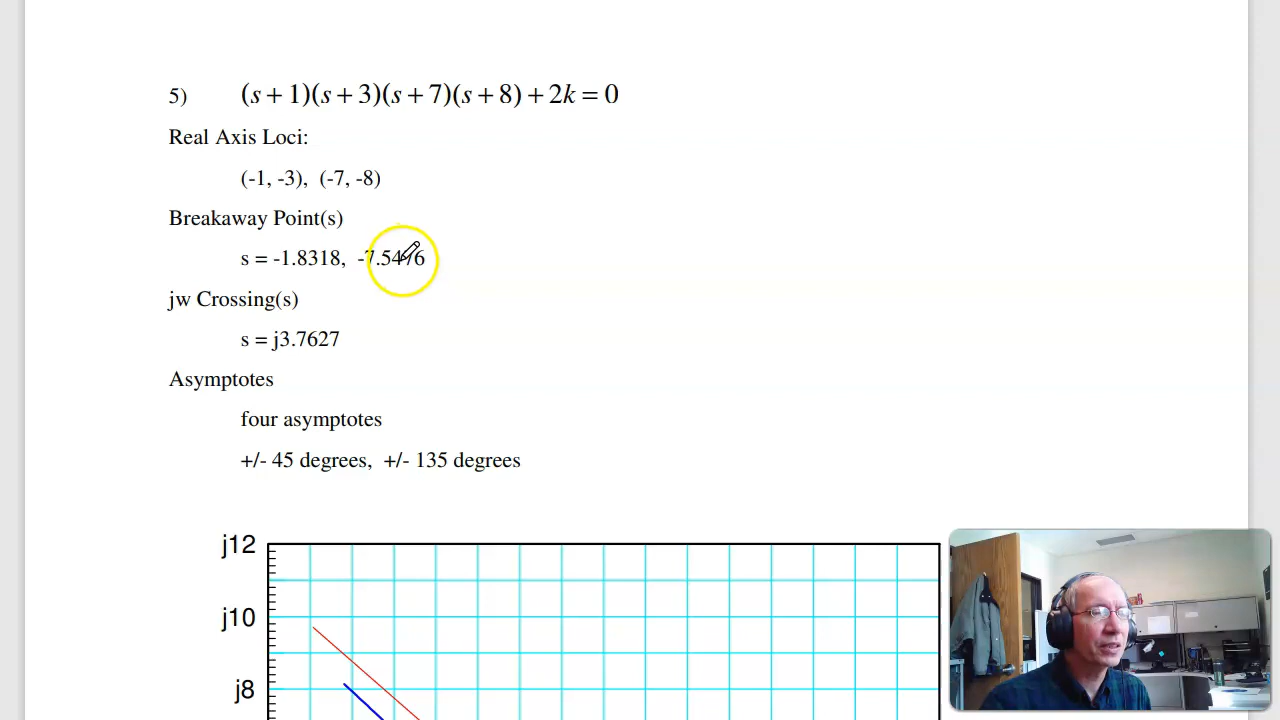 5) (s + 1)(s + 3)(s + 7)(s + 8) + 2k = 0
Real Axis Loci:
(-1, -3), (-7, -8)
Breakaway Point(s)
s = -1.8318, -7.5476
jw Crossing(s)
s = j3.7627
Asymptotes
four asymptotes
+/- 45 degrees, +/- 135 degrees
j12
j10
j8